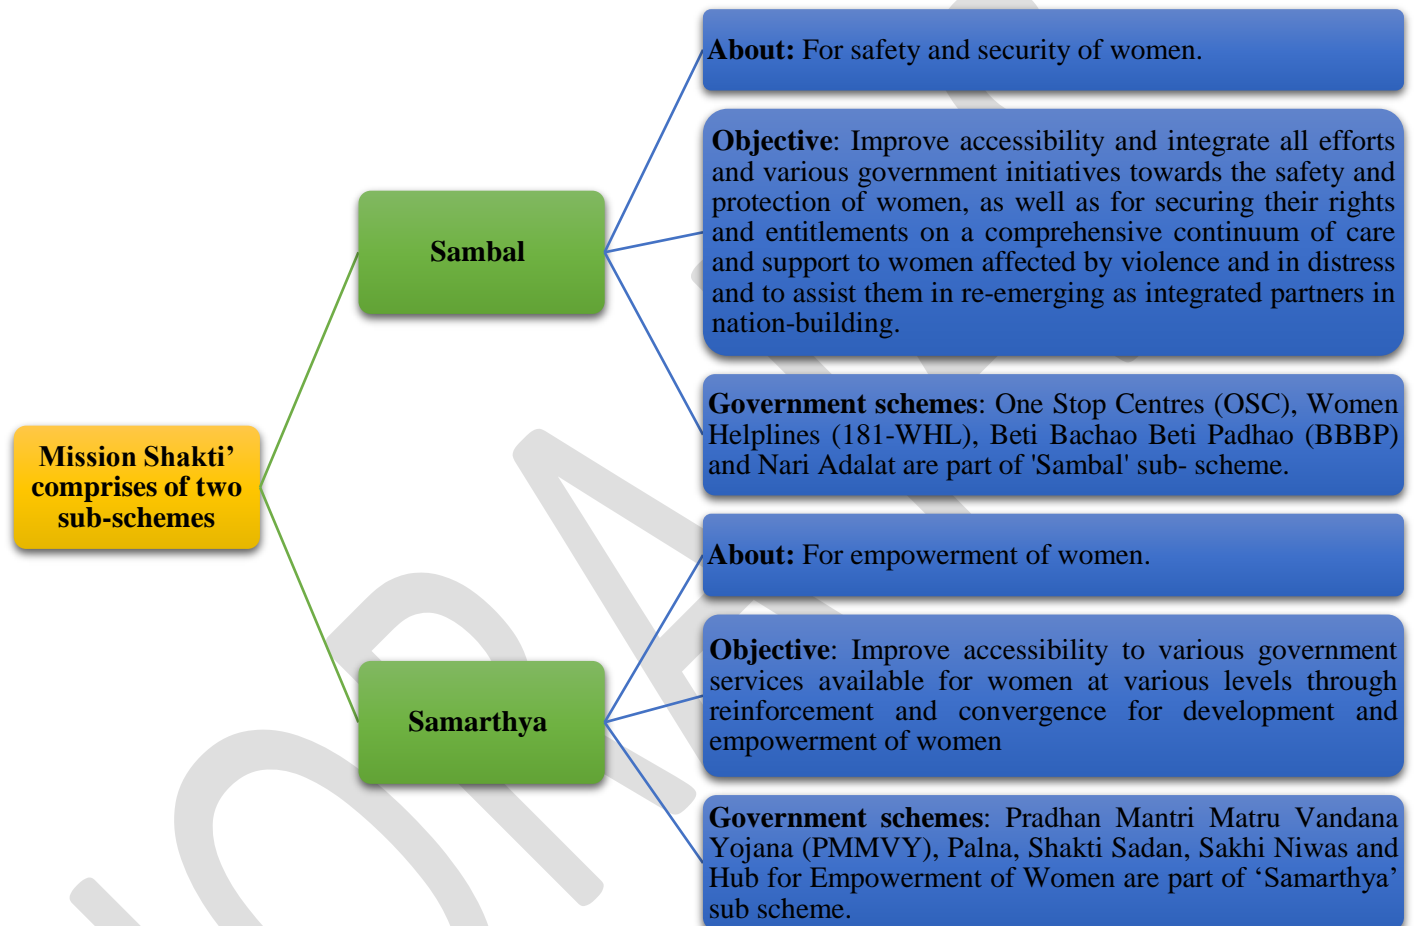 Mission Shakti’
comprises of two
sub-schemes
Sambal
About: For safety and security of women.
Objective: Improve accessibility and integrate all efforts
and various government initiatives towards the safety and
protection of women, as well as for securing their rights
and entitlements on a comprehensive continuum of care
and support to women affected by violence and in distress
and to assist them in re-emerging as integrated partners in
nation-building.
Government schemes: One Stop Centres (OSC), Women
Helplines (181-WHL), Beti Bachao Beti Padhao (BBBP)
and Nari Adalat are part of 'Sambal' sub- scheme.
Samarthya
About: For empowerment of women.
Objective: Improve accessibility to various government
services available for women at various levels through
reinforcement and convergence for development and
empowerment of women
Government schemes: Pradhan Mantri Matru Vandana
Yojana (PMMVY), Palna, Shakti Sadan, Sakhi Niwas and
Hub for Empowerment of Women are part of ‘Samarthya’
sub scheme.